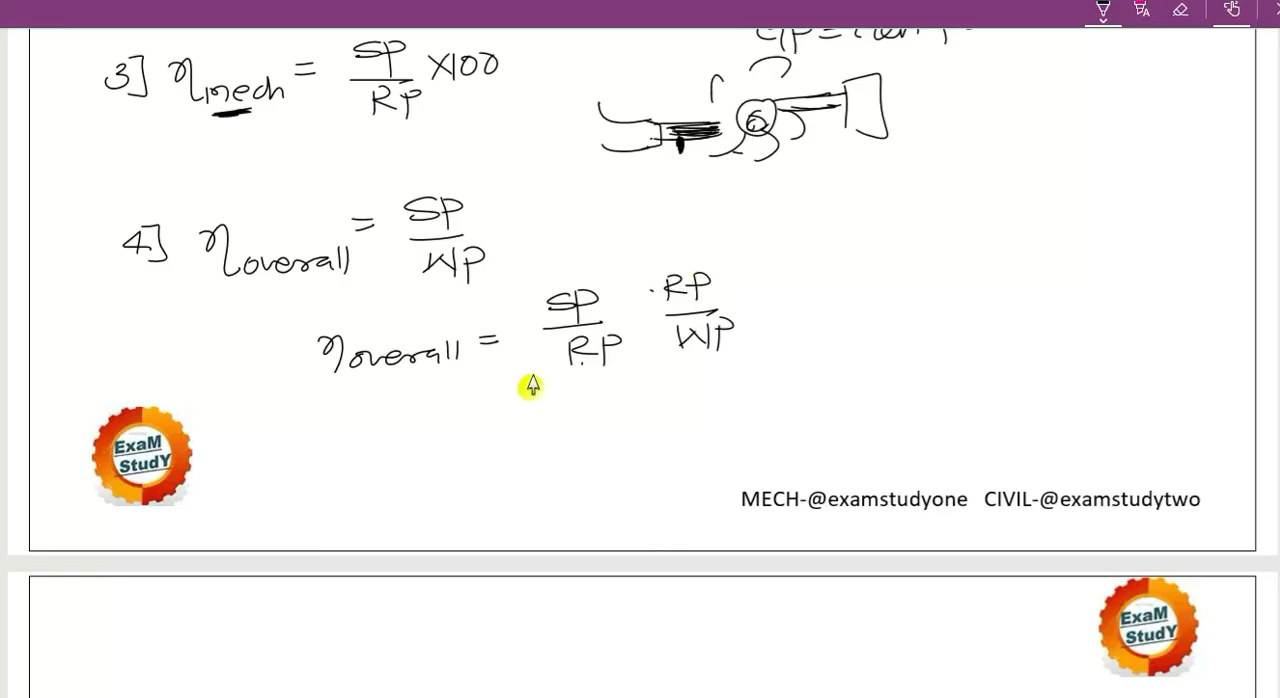 3] ηmech = SP/RP ×100
4] ηoverall = SP/WP
ηoverall = SP/RP . RP/WP
ExaM
StudY
MECH-@examstudyone CIVIL-@examstudytwo
ExaM
StudY